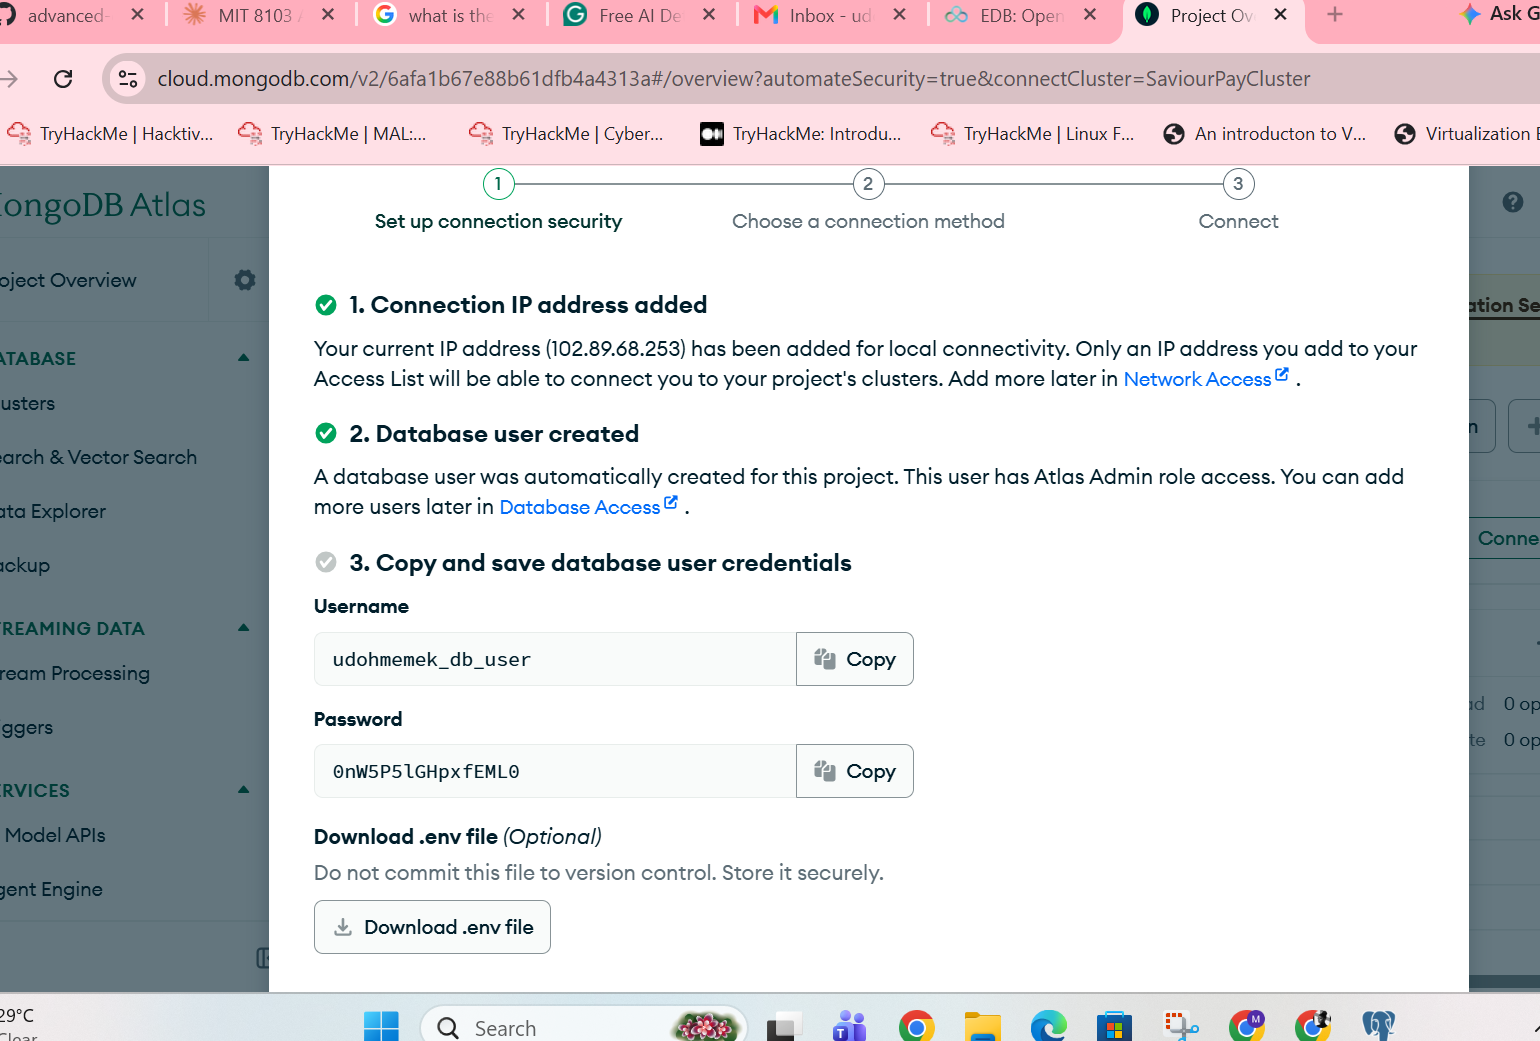 advanced-
MIT 8103
what is the
Free AI De
Inbox - ud
EDB: Open
Project Ov
Ask G
cloud.mongodb.com/v2/6afa1b67e88b61dfb4a4313a#/overview?automateSecurity=true&connectCluster=SaviourPayCluster
TryHackMe | Hacktiv...
TryHackMe | MAL:...
TryHackMe | Cyber...
TryHackMe: Introdu...
TryHackMe | Linux F...
An introducton to V...
Virtualization E
ongoDB Atlas
oject Overview
ATABASE
usters
earch & Vector Search
ata Explorer
ackup
TREAMING DATA
ream Processing
iggers
ERVICES
Model APIs
gent Engine
1
2
3
Set up connection security
Choose a connection method
Connect
1. Connection IP address added
Your current IP address (102.89.68.253) has been added for local connectivity. Only an IP address you add to your
Access List will be able to connect you to your project's clusters. Add more later in Network Access .
2. Database user created
A database user was automatically created for this project. This user has Atlas Admin role access. You can add
more users later in Database Access .
3. Copy and save database user credentials
Username
udohmemek_db_user
Copy
Password
0nW5P5lGHpxfEML0
Copy
Download .env file (Optional)
Do not commit this file to version control. Store it securely.
Download .env file
ation Se
n
Conne
ad 0 op
te 0 op
29°C
Clear
Search